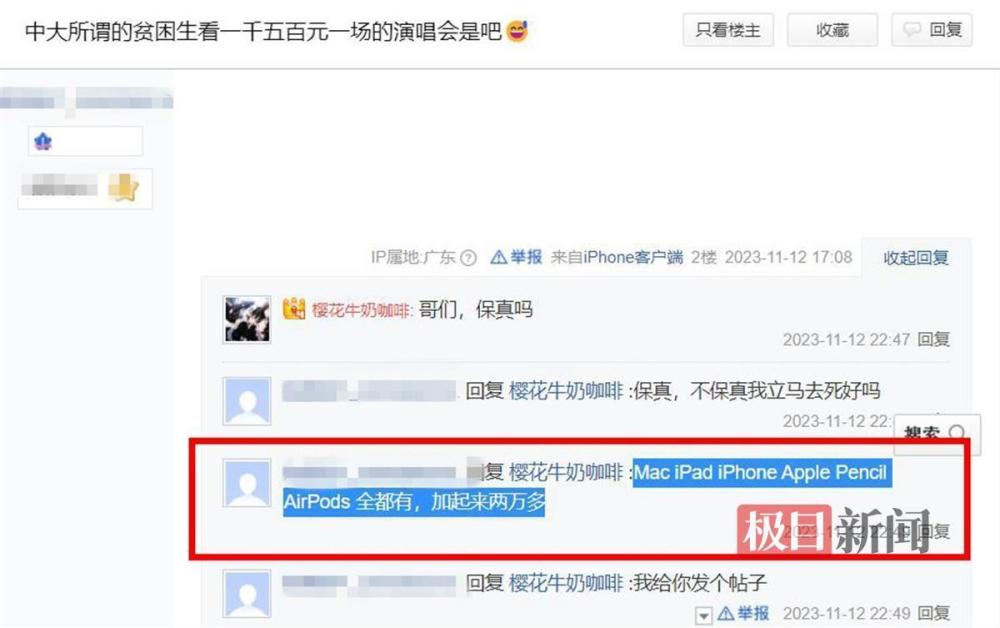 中大所谓的贫困生看一千五百元一场的演唱会是吧
只看楼主
收藏
回复
IP属地:广东 举报 来自iPhone客户端 2楼 2023-11-12 17:08 收起回复
樱花牛奶咖啡: 哥们，保真吗
2023-11-12 22:47 回复
回复 樱花牛奶咖啡 :保真，不保真我立马去死好吗
2023-11-12 22:
搜索
回复 樱花牛奶咖啡 :Mac iPad iPhone Apple Pencil
AirPods 全都有，加起来两万多
极目新闻
2023-11-12 22:49 回复
回复 樱花牛奶咖啡 :我给你发个帖子
举报 2023-11-12 22:49 回复